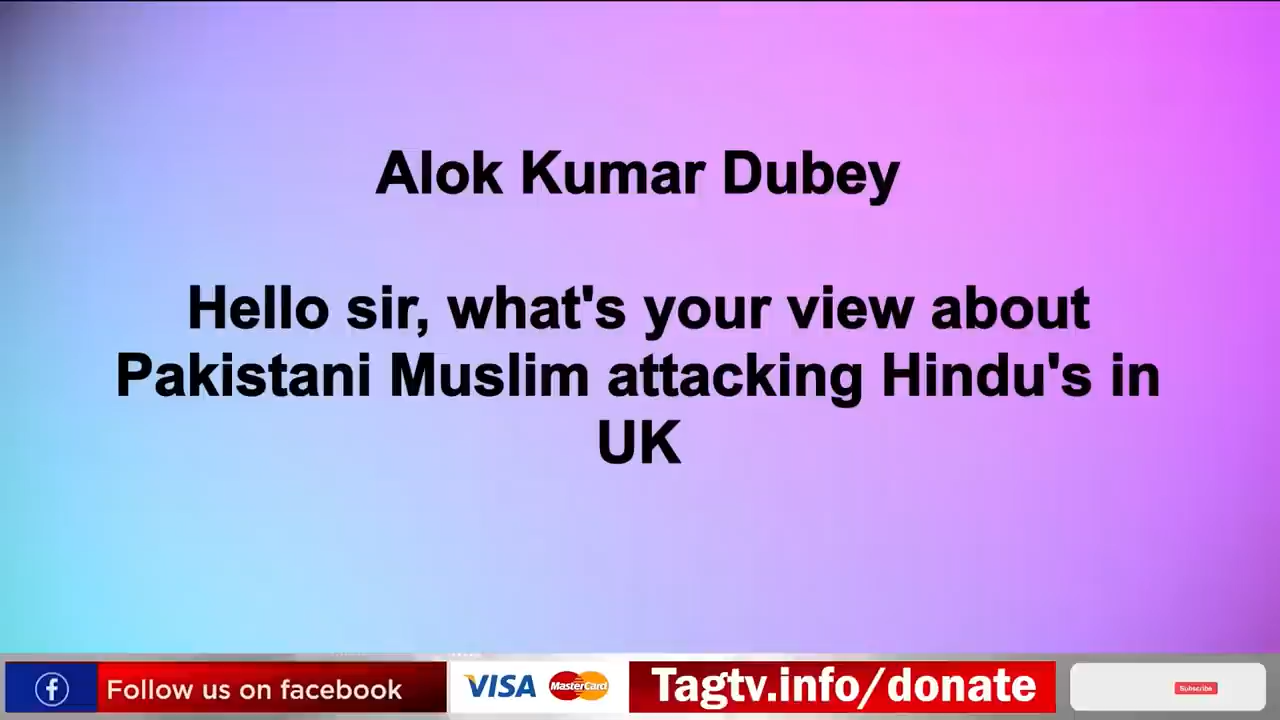 Alok Kumar Dubey
Hello sir, what's your view about
Pakistani Muslim attacking Hindu's in
UK
Follow us on facebook
VISA
MasterCard
Tagtv.info/donate
Subscribe